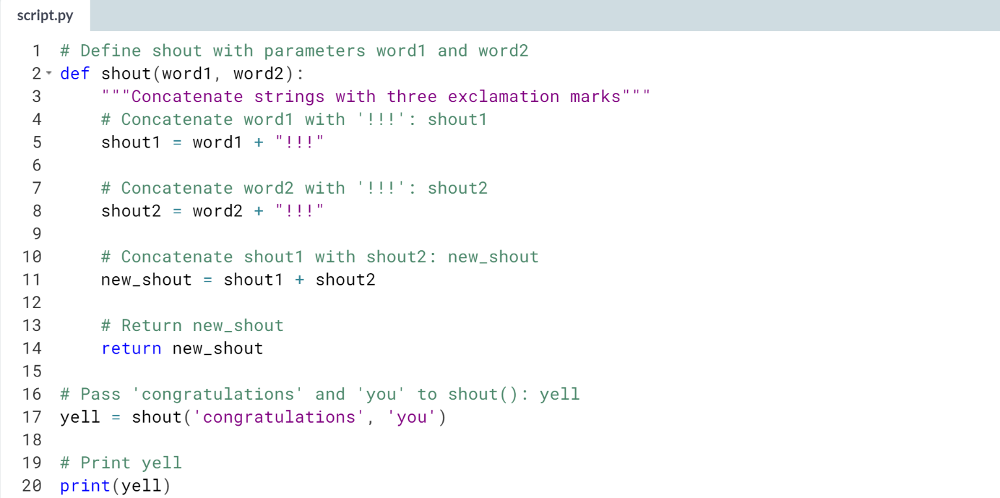 script.py
1 # Define shout with parameters word1 and word2
2 def shout(word1, word2):
3     """Concatenate strings with three exclamation marks"""
4     # Concatenate word1 with '!!!': shout1
5     shout1 = word1 + "!!!"
6
7     # Concatenate word2 with '!!!': shout2
8     shout2 = word2 + "!!!"
9
10     # Concatenate shout1 with shout2: new_shout
11     new_shout = shout1 + shout2
12
13     # Return new_shout
14     return new_shout
15
16 # Pass 'congratulations' and 'you' to shout(): yell
17 yell = shout('congratulations', 'you')
18
19 # Print yell
20 print(yell)